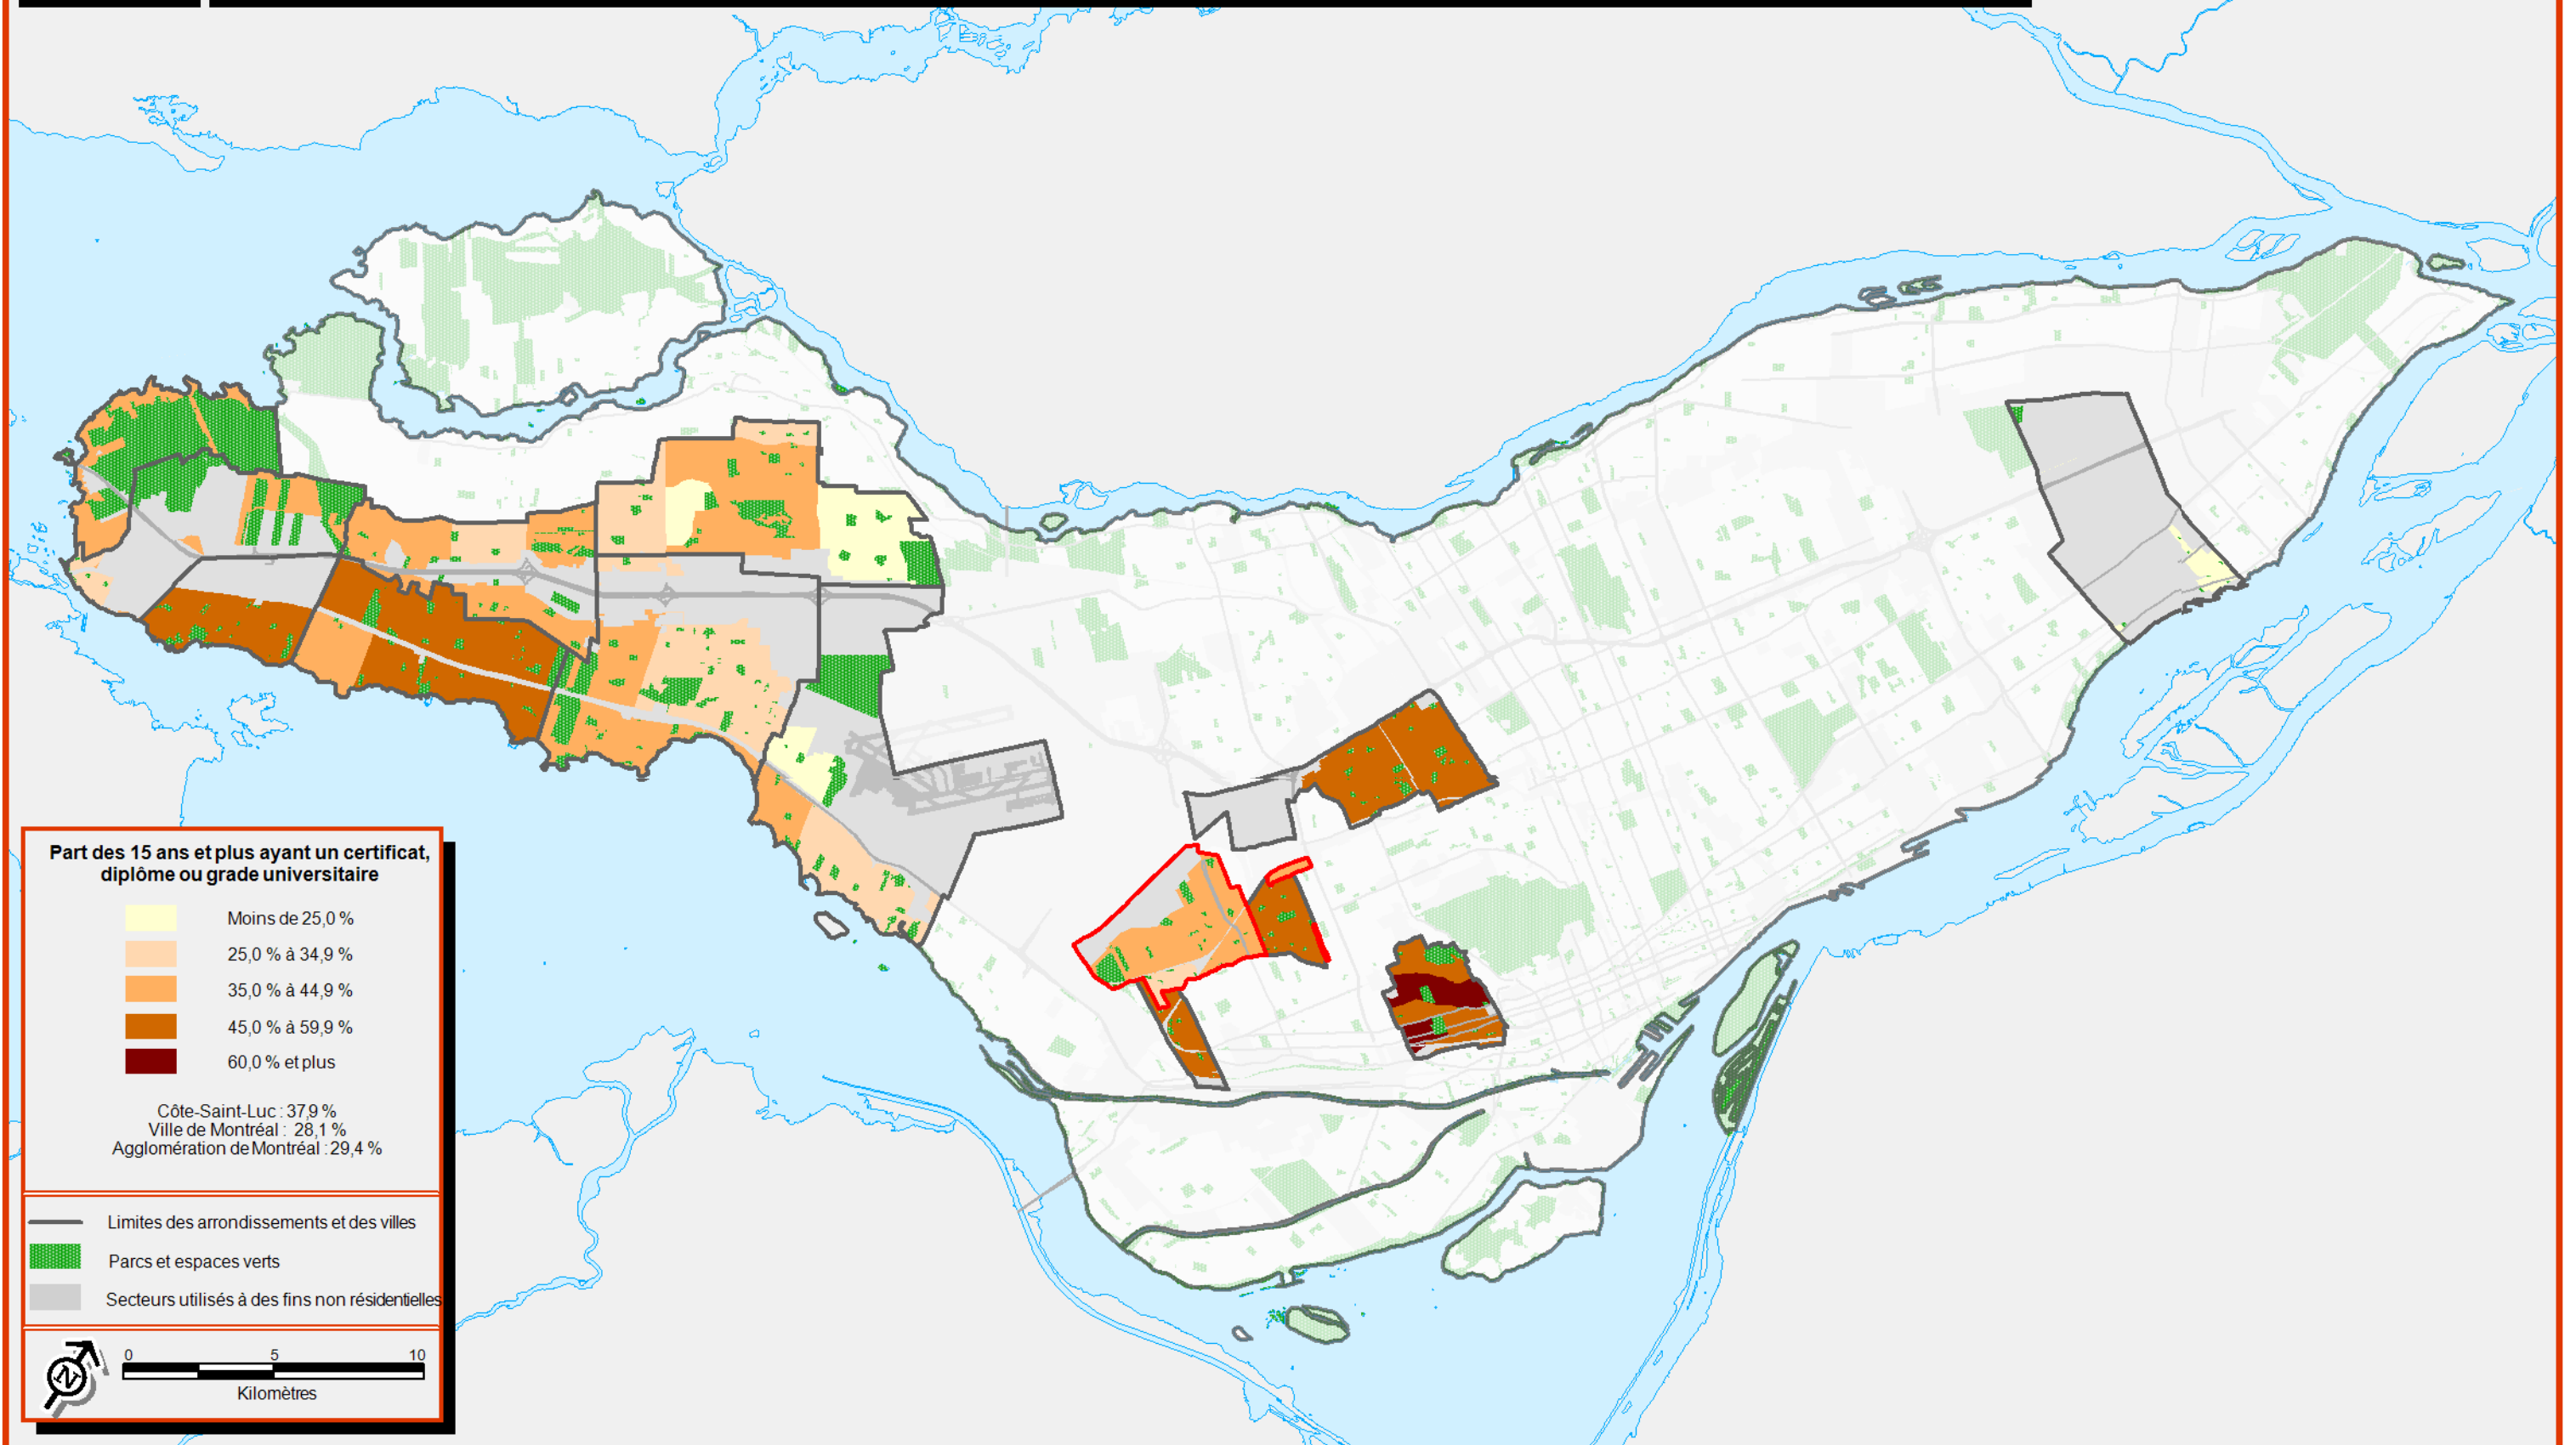 Part des 15 ans et plus ayant un certificat,
diplôme ou grade universitaire
Moins de 25,0 %
25,0 % à 34,9 %
35,0 % à 44,9 %
45,0 % à 59,9 %
60,0 % et plus
Côte-Saint-Luc : 37,9 %
Ville de Montréal : 28,1 %
Agglomération de Montréal : 29,4 %
Limites des arrondissements et des villes
Parcs et espaces verts
Secteurs utilisés à des fins non résidentielles
N
0 5 10
Kilomètres